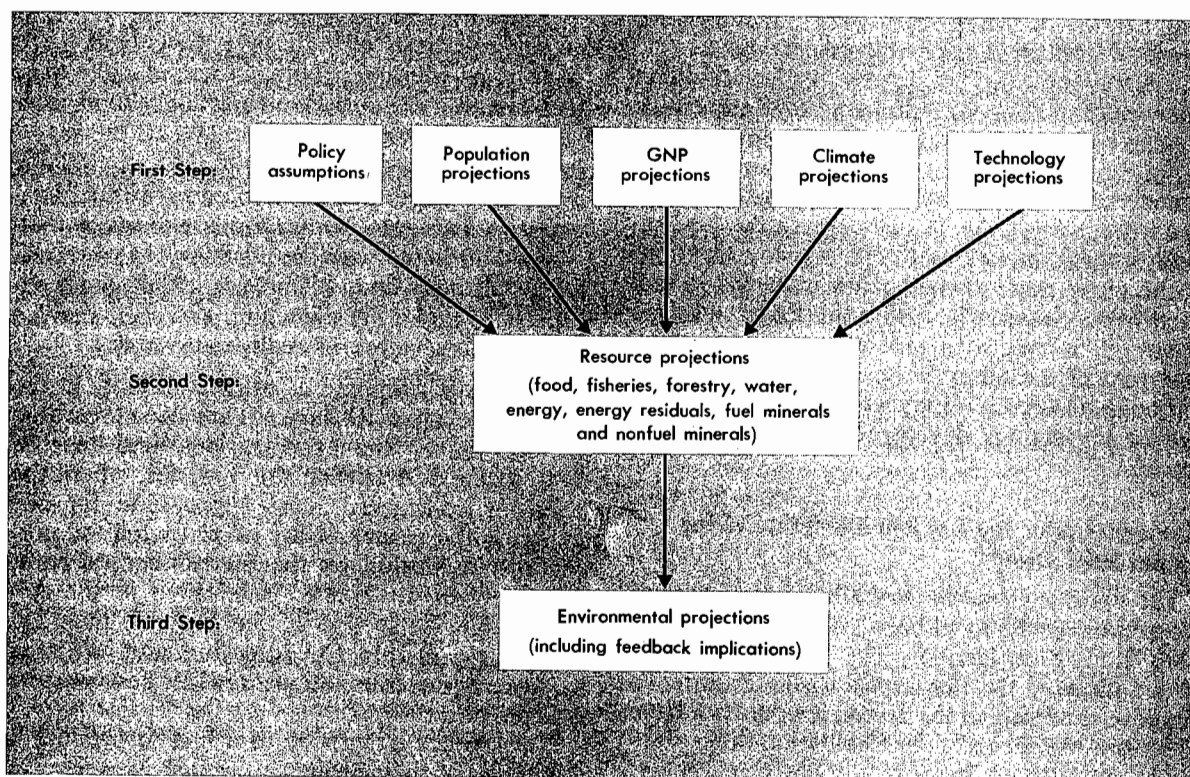 First Step:
Policy
assumptions
Population
projections
GNP
projections
Climate
projections
Technology
projections
Second Step:
Resource projections
(food, fisheries, forestry, water,
energy, energy residuals, fuel minerals
and nonfuel minerals)
Third Step:
Environmental projections
(including feedback implications)